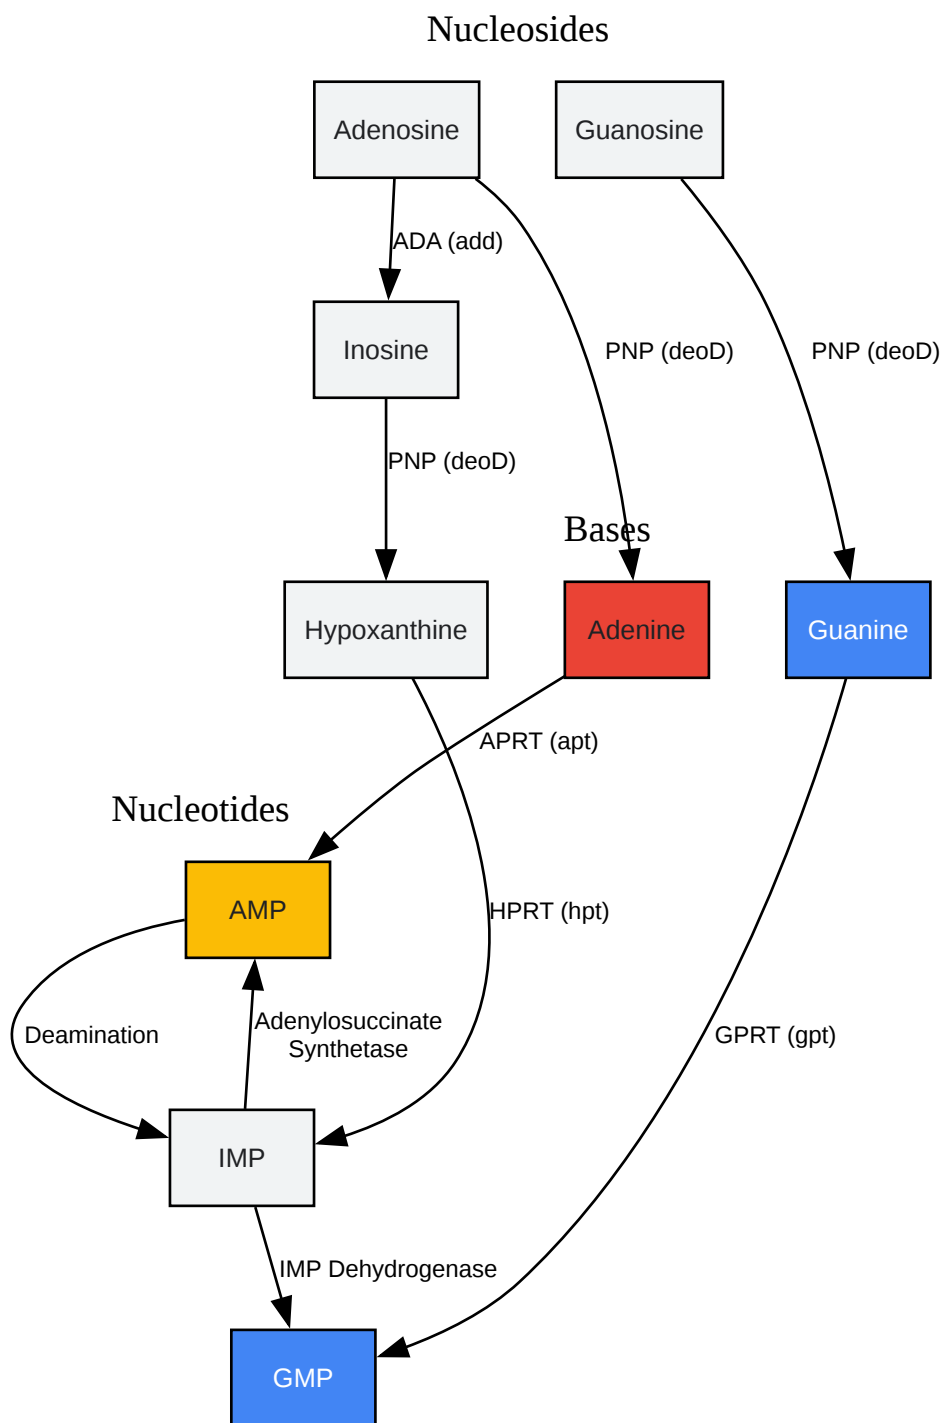 Nucleosides
Adenosine
Guanosine
ADA (add)
Inosine
PNP (deoD)
PNP (deoD)
PNP (deoD)
Bases
Hypoxanthine
Adenine
Guanine
APRT (apt)
Nucleotides
AMP
HPRT (hpt)
Deamination
Adenylosuccinate
Synthetase
GPRT (gpt)
IMP
IMP Dehydrogenase
GMP